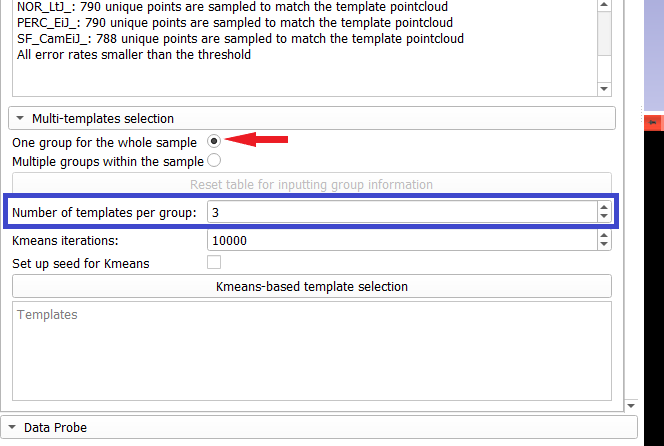 NOR_LtJ_: 790 unique points are sampled to match the template pointcloud
PERC_EiJ_: 790 unique points are sampled to match the template pointcloud
SF_CamEiJ_: 788 unique points are sampled to match the template pointcloud
All error rates smaller than the threshold
Multi-templates selection
One group for the whole sample
Multiple groups within the sample
Reset table for inputting group information
Number of templates per group: 3
Kmeans iterations: 10000
Set up seed for Kmeans
Kmeans-based template selection
Templates
Data Probe